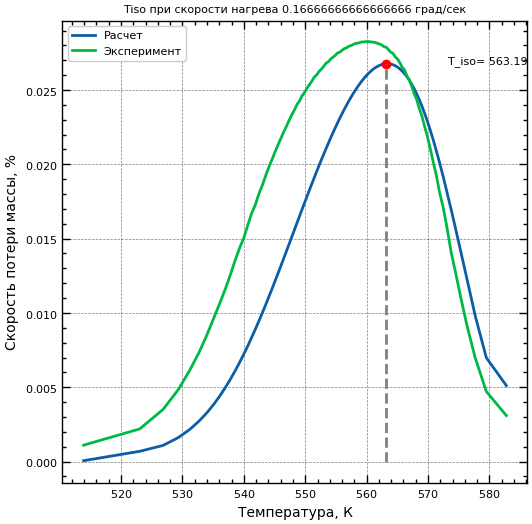 Tiso при скорости нагрева 0.16666666666666666 град/сек
Расчет
Эксперимент
T_iso= 563.19
0.025
0.020
0.015
0.010
0.005
0.000
Скорость потери массы, %
520 530 540 550 560 570 580
Температура, К